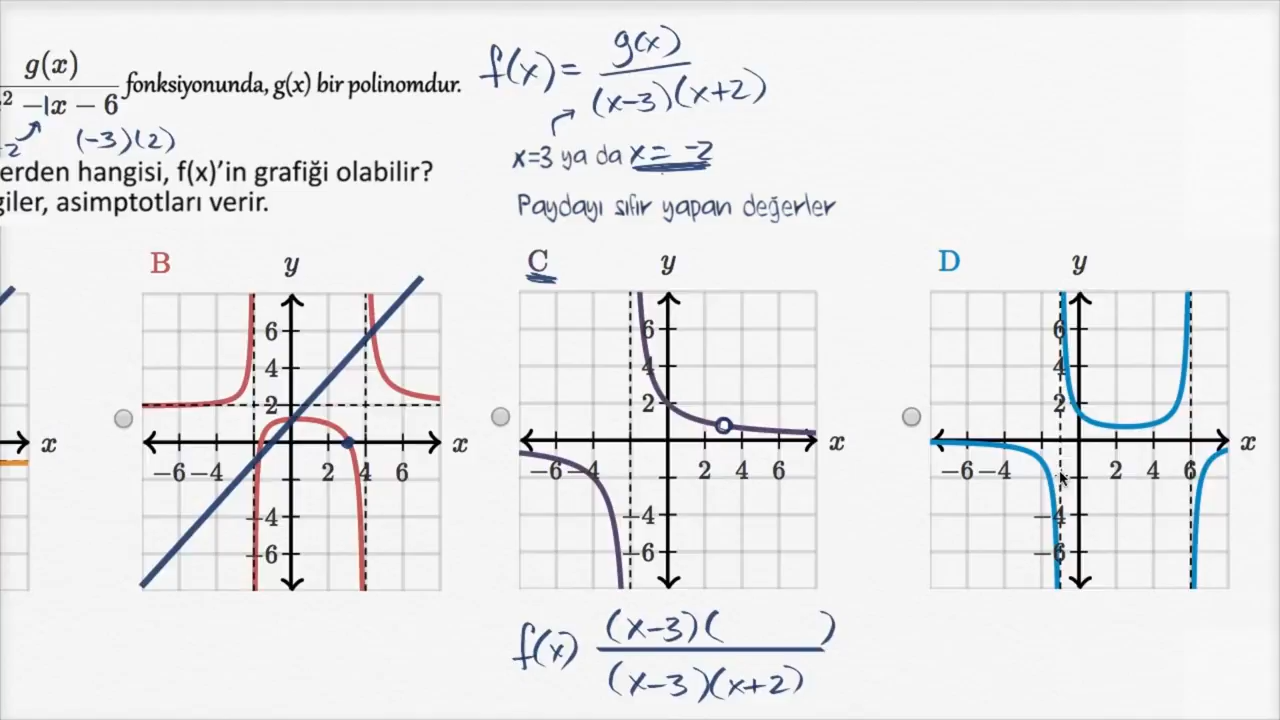 g(x)
² −1x − 6 fonksiyonunda, g(x) bir polinomdur.
f(x) = g(x)
(x−3)(x+2)
+2 (−3)(2)
x=3 ya da x = −2
erden hangisi, f(x)'in grafiği olabilir?
giler, asimptotları verir.
Paydayı sıfır yapan değerler
x
B
y
6
4
2
−6 −4 2 4 6
x
−4
−6
C
y
6
4
2
−6 −4 2 4 6
x
−4
−6
D
y
6
4
2
−6 −4 2 4 6
x
−4
−6
f(x) (x−3)( )
(x−3)(x+2)